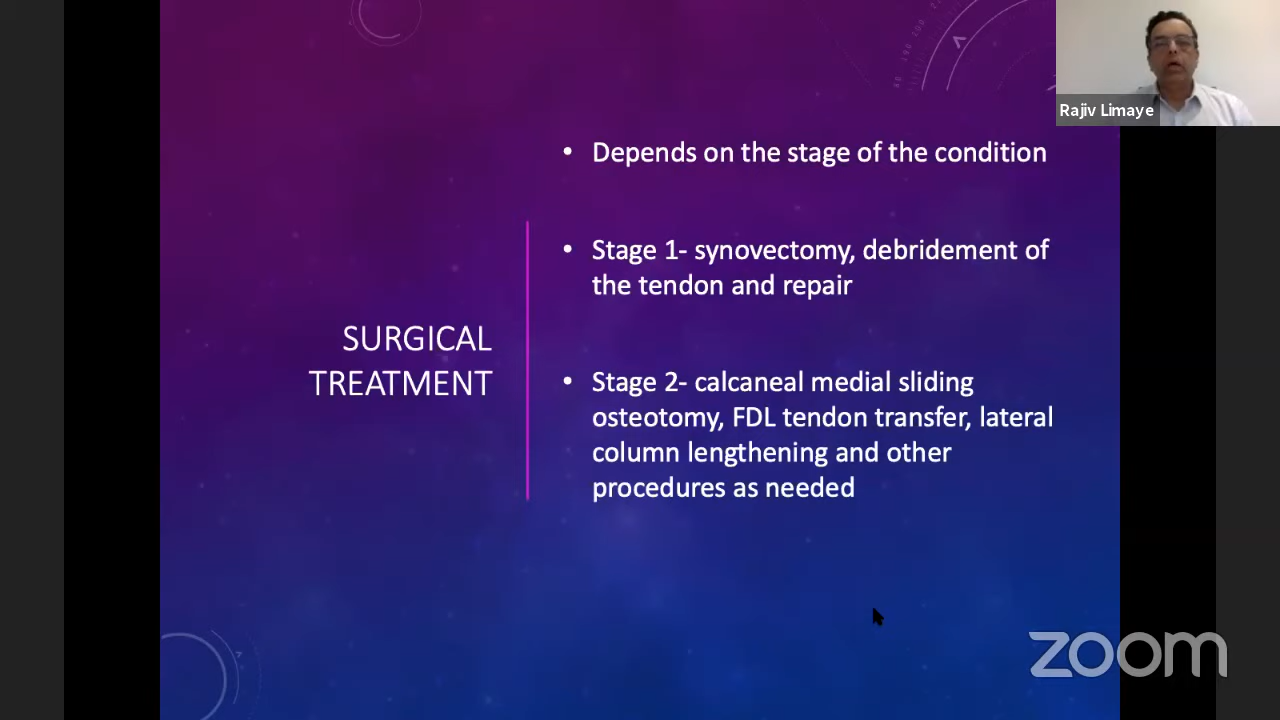 Rajiv Limaye
• Depends on the stage of the condition
• Stage 1- synovectomy, debridement of
the tendon and repair
SURGICAL
TREATMENT
• Stage 2- calcaneal medial sliding
osteotomy, FDL tendon transfer, lateral
column lengthening and other
procedures as needed
zoom